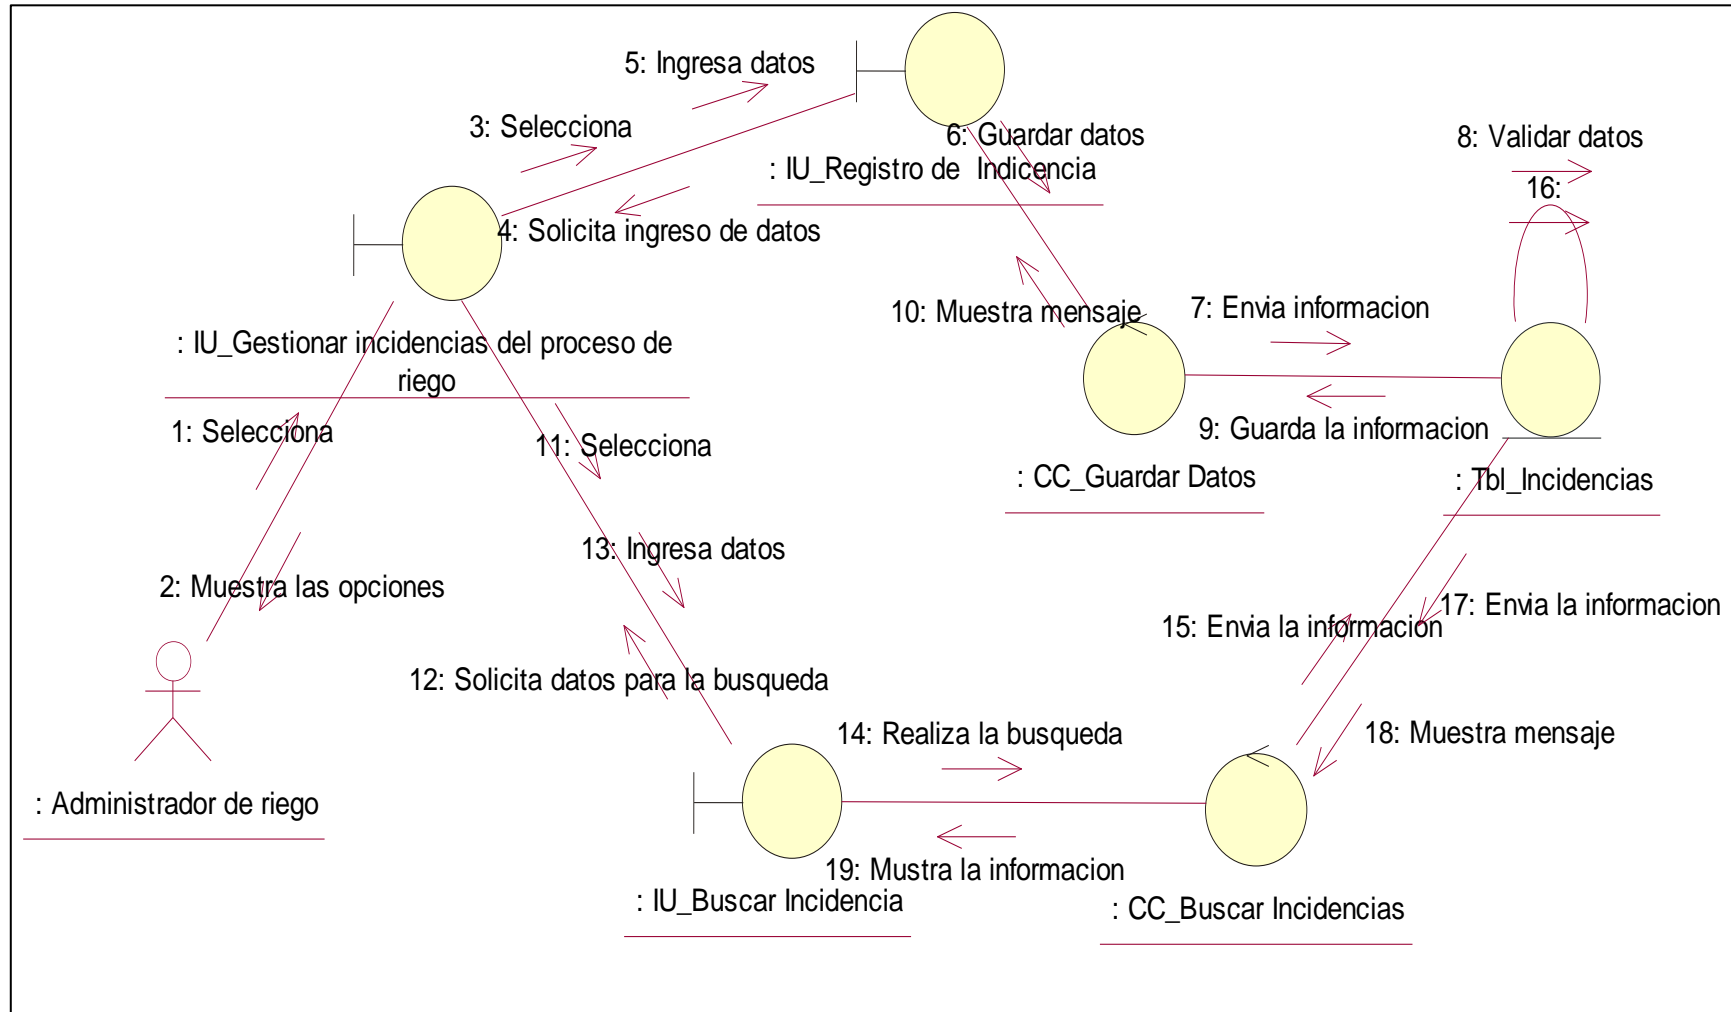 5: Ingresa datos
3: Selecciona
6: Guardar datos
8: Validar datos
: IU_Registro de  Indicencia
16:
4: Solicita ingreso de datos
10: Muestra mensaje
7: Envia informacion
: IU_Gestionar incidencias del proceso de
riego
1: Selecciona
11: Selecciona
9: Guarda la informacion
: CC_Guardar Datos
: Tbl_Incidencias
13: Ingresa datos
2: Muestra las opciones
17: Envia la informacion
15: Envia la informacion
12: Solicita datos para la busqueda
14: Realiza la busqueda
18: Muestra mensaje
: Administrador de riego
19: Mustra la informacion
: IU_Buscar Incidencia
: CC_Buscar Incidencias